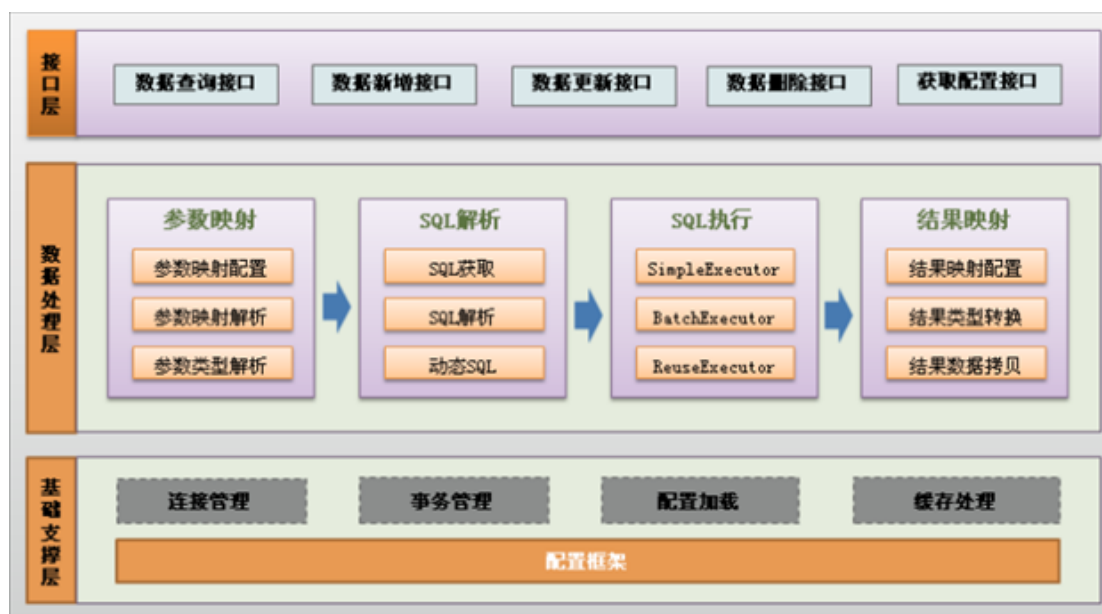 接口层
数据查询接口
数据新增接口
数据更新接口
数据删除接口
获取配置接口
数据处理层
参数映射
参数映射配置
参数映射解析
参数类型解析
SQL解析
SQL获取
SQL解析
动态SQL
SQL执行
SimpleExecutor
BatchExecutor
ReuseExecutor
结果映射
结果映射配置
结果类型转换
结果数据拷贝
基础支撑层
连接管理
事务管理
配置加载
缓存处理
配置框架